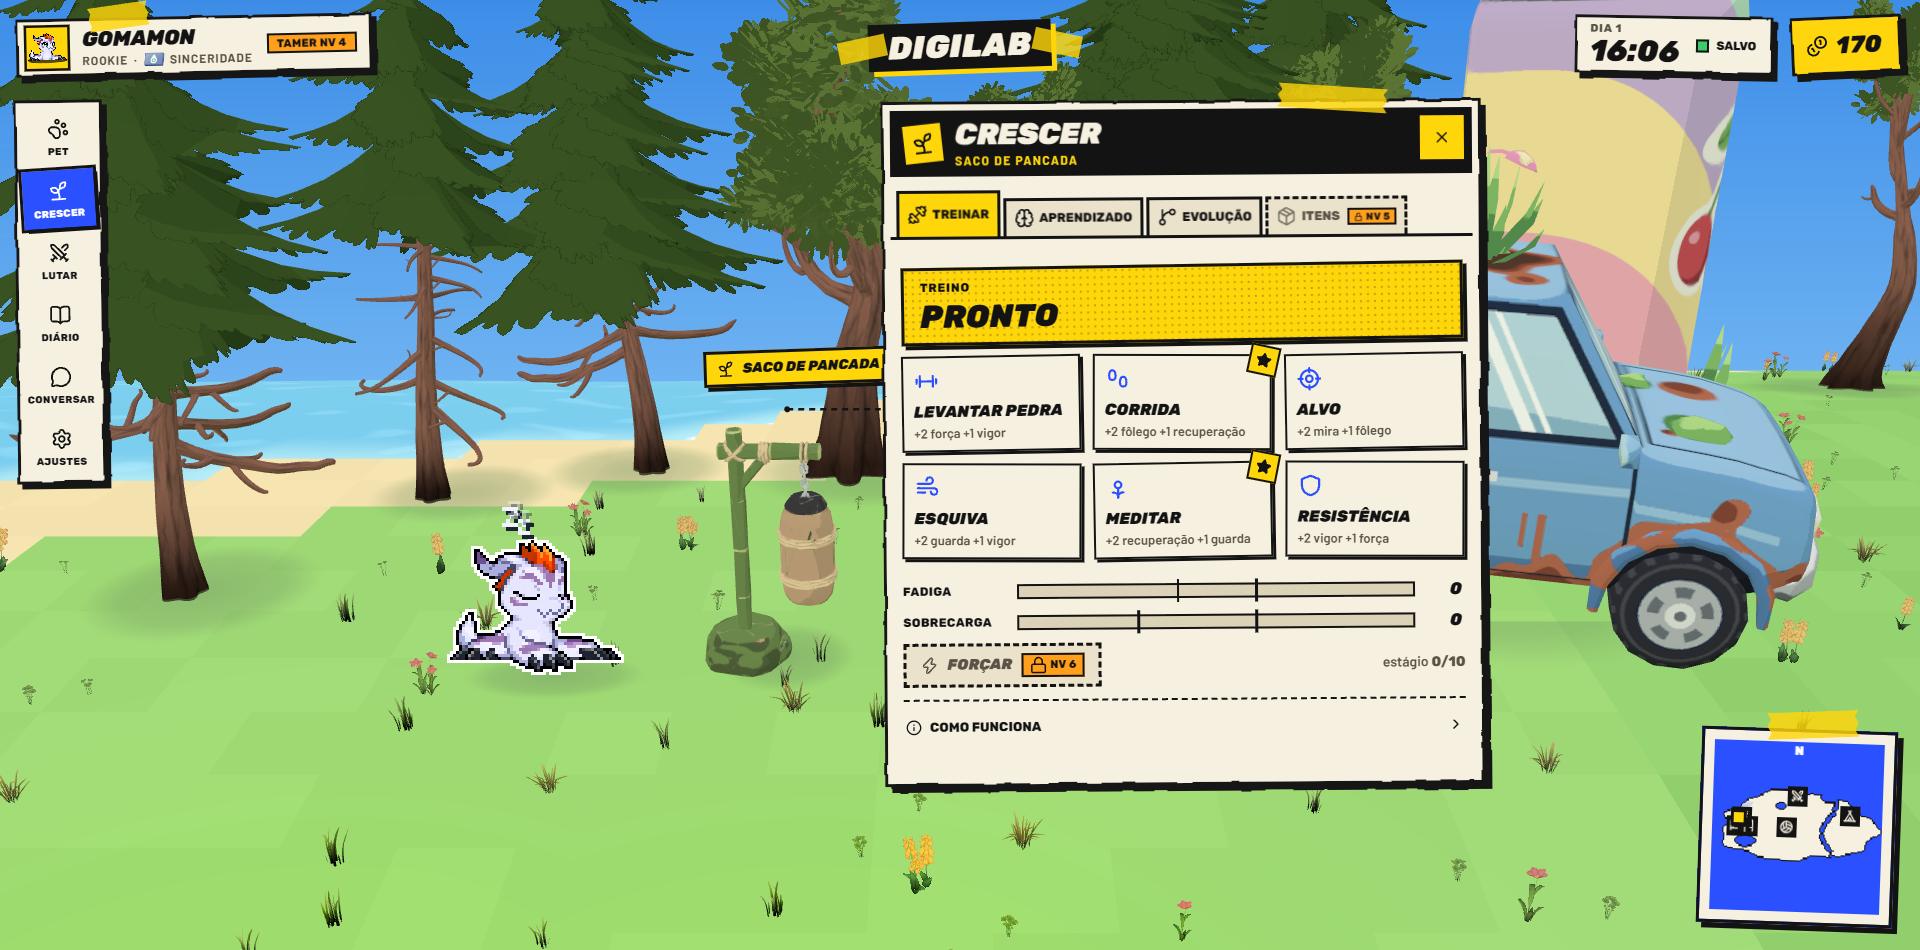 GOMAMON
TAMER NV 4
ROOKIE · SINCERIDADE
DIGILAB
DIA 1
16:06
SALVO
170
PET
CRESCER
LUTAR
DIÁRIO
CONVERSAR
AJUSTES
SACO DE PANCADA
CRESCER
SACO DE PANCADA
TREINAR
APRENDIZADO
EVOLUÇÃO
ITENS
NV 5
TREINO
PRONTO
LEVANTAR PEDRA
+2 força +1 vigor
CORRIDA
+2 fôlego +1 recuperação
ALVO
+2 mira +1 fôlego
ESQUIVA
+2 guarda +1 vigor
MEDITAR
+2 recuperação +1 guarda
RESISTÊNCIA
+2 vigor +1 força
FADIGA
0
SOBRECARGA
0
FORÇAR
NV 6
estágio 0/10
COMO FUNCIONA
N